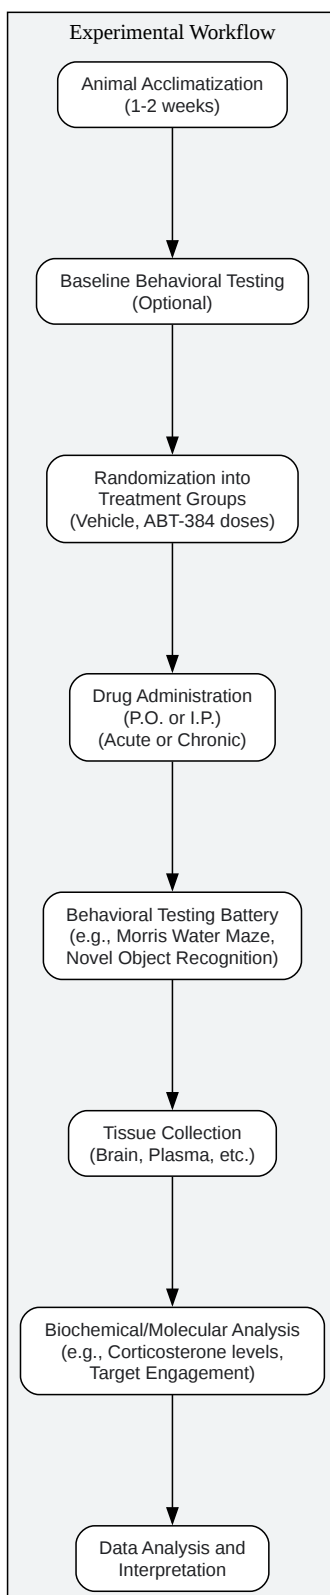 Experimental Workflow
Animal Acclimatization
(1-2 weeks)
Baseline Behavioral Testing
(Optional)
Randomization into
Treatment Groups
(Vehicle, ABT-384 doses)
Drug Administration
(P.O. or I.P.)
(Acute or Chronic)
Behavioral Testing Battery
(e.g., Morris Water Maze,
Novel Object Recognition)
Tissue Collection
(Brain, Plasma, etc.)
Biochemical/Molecular Analysis
(e.g., Corticosterone levels,
Target Engagement)
Data Analysis and
Interpretation